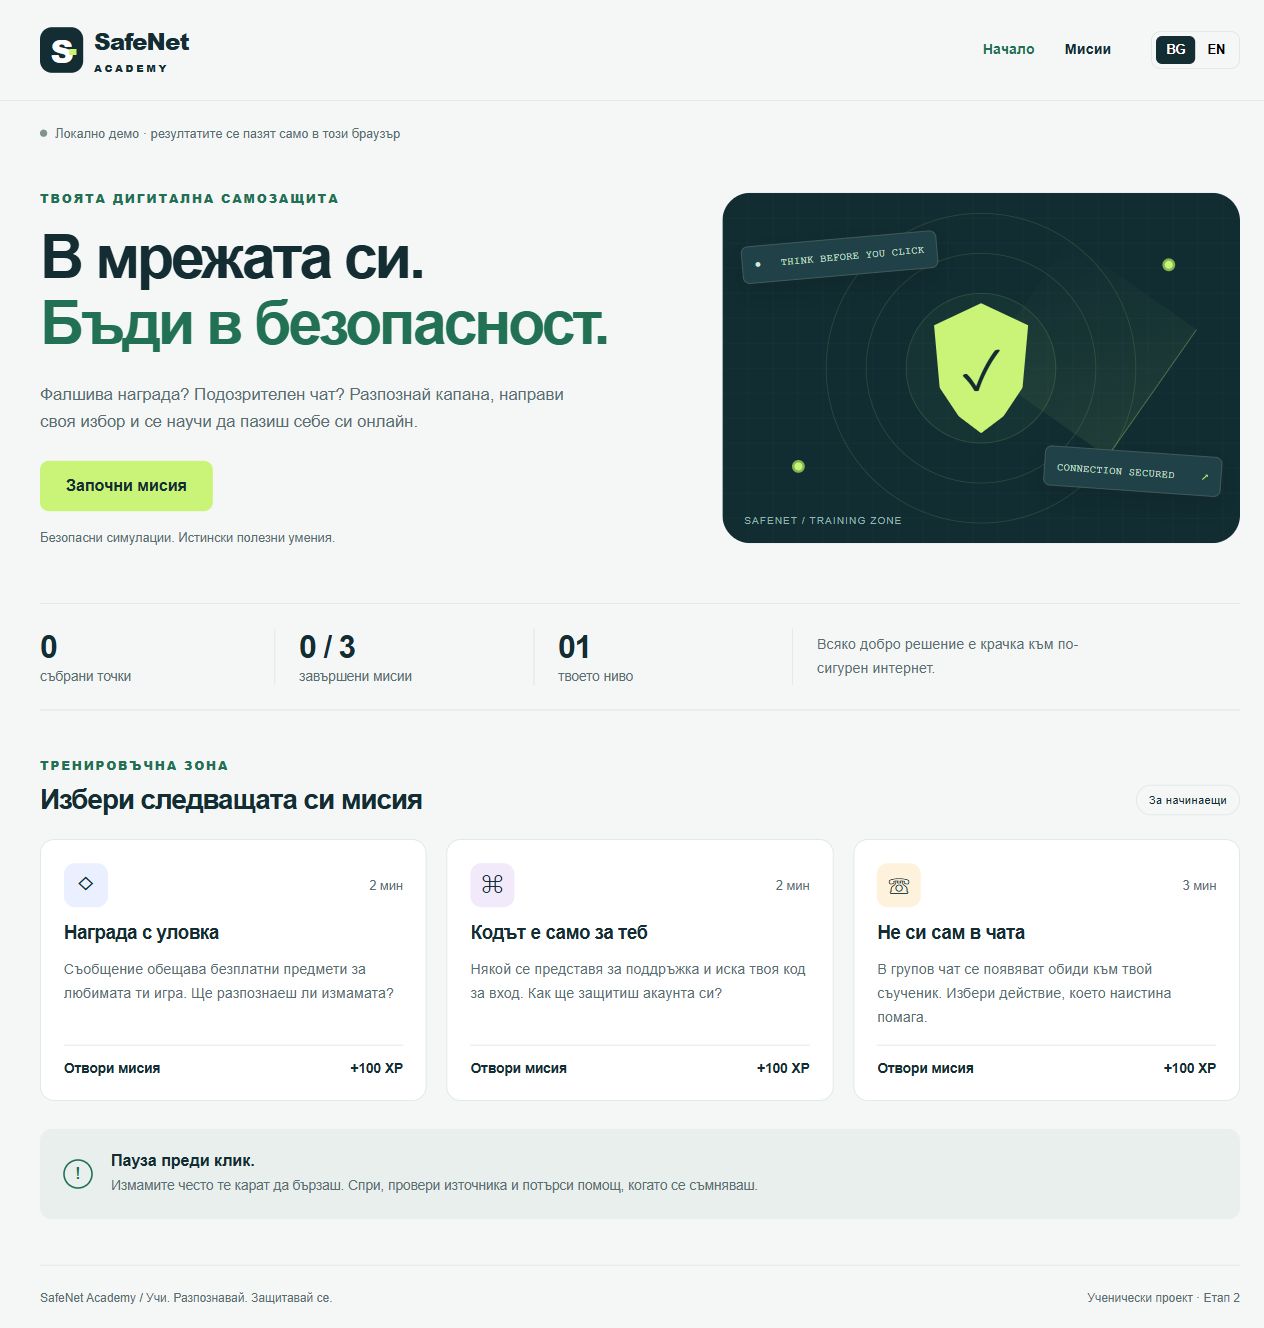 SafeNet
ACADEMY
Начало
Мисии
BG
EN
Локално демо · резултатите се пазят само в този браузър
ТВОЯТА ДИГИТАЛНА САМОЗАЩИТА
В мрежата си.
Бъди в безопасност.
Фалшива награда? Подозрителен чат? Разпознай капана, направи
своя избор и се научи да пазиш себе си онлайн.
Започни мисия
Безопасни симулации. Истински полезни умения.
THINK BEFORE YOU CLICK
CONNECTION SECURED ↗
SAFENET / TRAINING ZONE
0
събрани точки
0 / 3
завършени мисии
01
твоето ниво
Всяко добро решение е крачка към по-
сигурен интернет.
ТРЕНИРОВЪЧНА ЗОНА
Избери следващата си мисия
За начинаещи
2 мин
Награда с уловка
Съобщение обещава безплатни предмети за
любимата ти игра. Ще разпознаеш ли измамата?
Отвори мисия
+100 XP
2 мин
Кодът е само за теб
Някой се представя за поддръжка и иска твоя код
за вход. Как ще защитиш акаунта си?
Отвори мисия
+100 XP
3 мин
Не си сам в чата
В групов чат се появяват обиди към твой
съученик. Избери действие, което наистина
помага.
Отвори мисия
+100 XP
!
Пауза преди клик.
Измамите често те карат да бързаш. Спри, провери източника и потърси помощ, когато се съмняваш.
SafeNet Academy / Учи. Разпознавай. Защитавай се.
Ученически проект · Етап 2